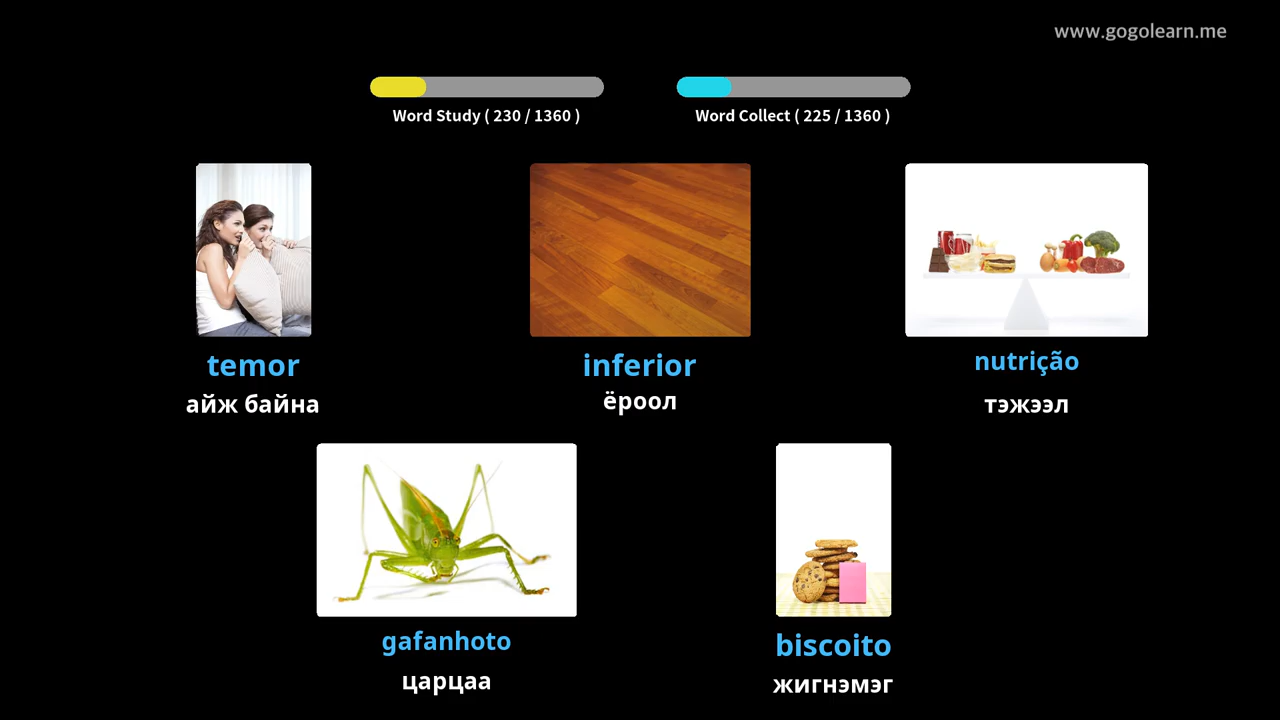 www.gogolearn.me
Word Study ( 230 / 1360 )
Word Collect ( 225 / 1360 )
temor
айж байна
inferior
ёроол
nutrição
тэжээл
gafanhoto
царцаа
biscoito
жигнэмэг